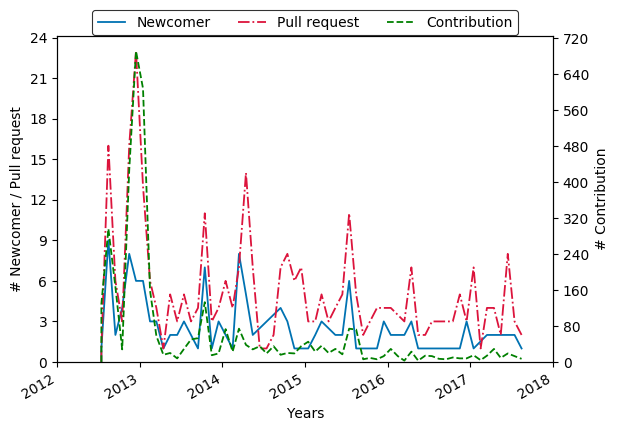 Newcomer Pull request Contribution
24 720
21 640
18 560
15 480
12 400
9 320
6 240
3 160
0 80
0
# Newcomer / Pull request
# Contribution
2012 2013 2014 2015 2016 2017 2018
Years